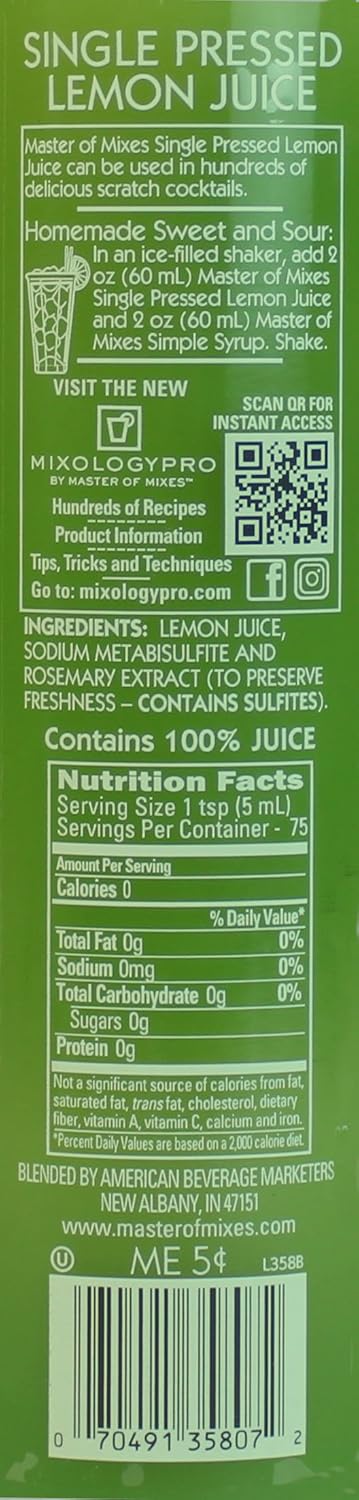 SINGLE PRESSED
LEMON JUICE
Master of Mixes Single Pressed Lemon
Juice can be used in hundreds of
delicious scratch cocktails.
Homemade Sweet and Sour:
In an ice-filled shaker, add 2
oz (60 mL) Master of Mixes
Single Pressed Lemon Juice
and 2 oz (60 mL) Master of
Mixes Simple Syrup. Shake.
VISIT THE NEW
MIXOLOGYPRO
BY MASTER OF MIXES™
Hundreds of Recipes
Product Information
Tips, Tricks and Techniques
Go to: mixologypro.com
SCAN QR FOR
INSTANT ACCESS
f
INGREDIENTS: LEMON JUICE,
SODIUM METABISULFITE AND
ROSEMARY EXTRACT (TO PRESERVE
FRESHNESS – CONTAINS SULFITES).
Contains 100% JUICE
Nutrition Facts
Serving Size 1 tsp (5 mL)
Servings Per Container - 75
Amount Per Serving
Calories 0
% Daily Value*
Total Fat 0g 0%
Sodium 0mg 0%
Total Carbohydrate 0g 0%
Sugars 0g
Protein 0g
Not a significant source of calories from fat,
saturated fat, trans fat, cholesterol, dietary
fiber, vitamin A, vitamin C, calcium and iron.
*Percent Daily Values are based on a 2,000 calorie diet.
BLENDED BY AMERICAN BEVERAGE MARKETERS
NEW ALBANY, IN 47151
www.masterofmixes.com
U ME 5¢ L358B
0 70491 35807 2